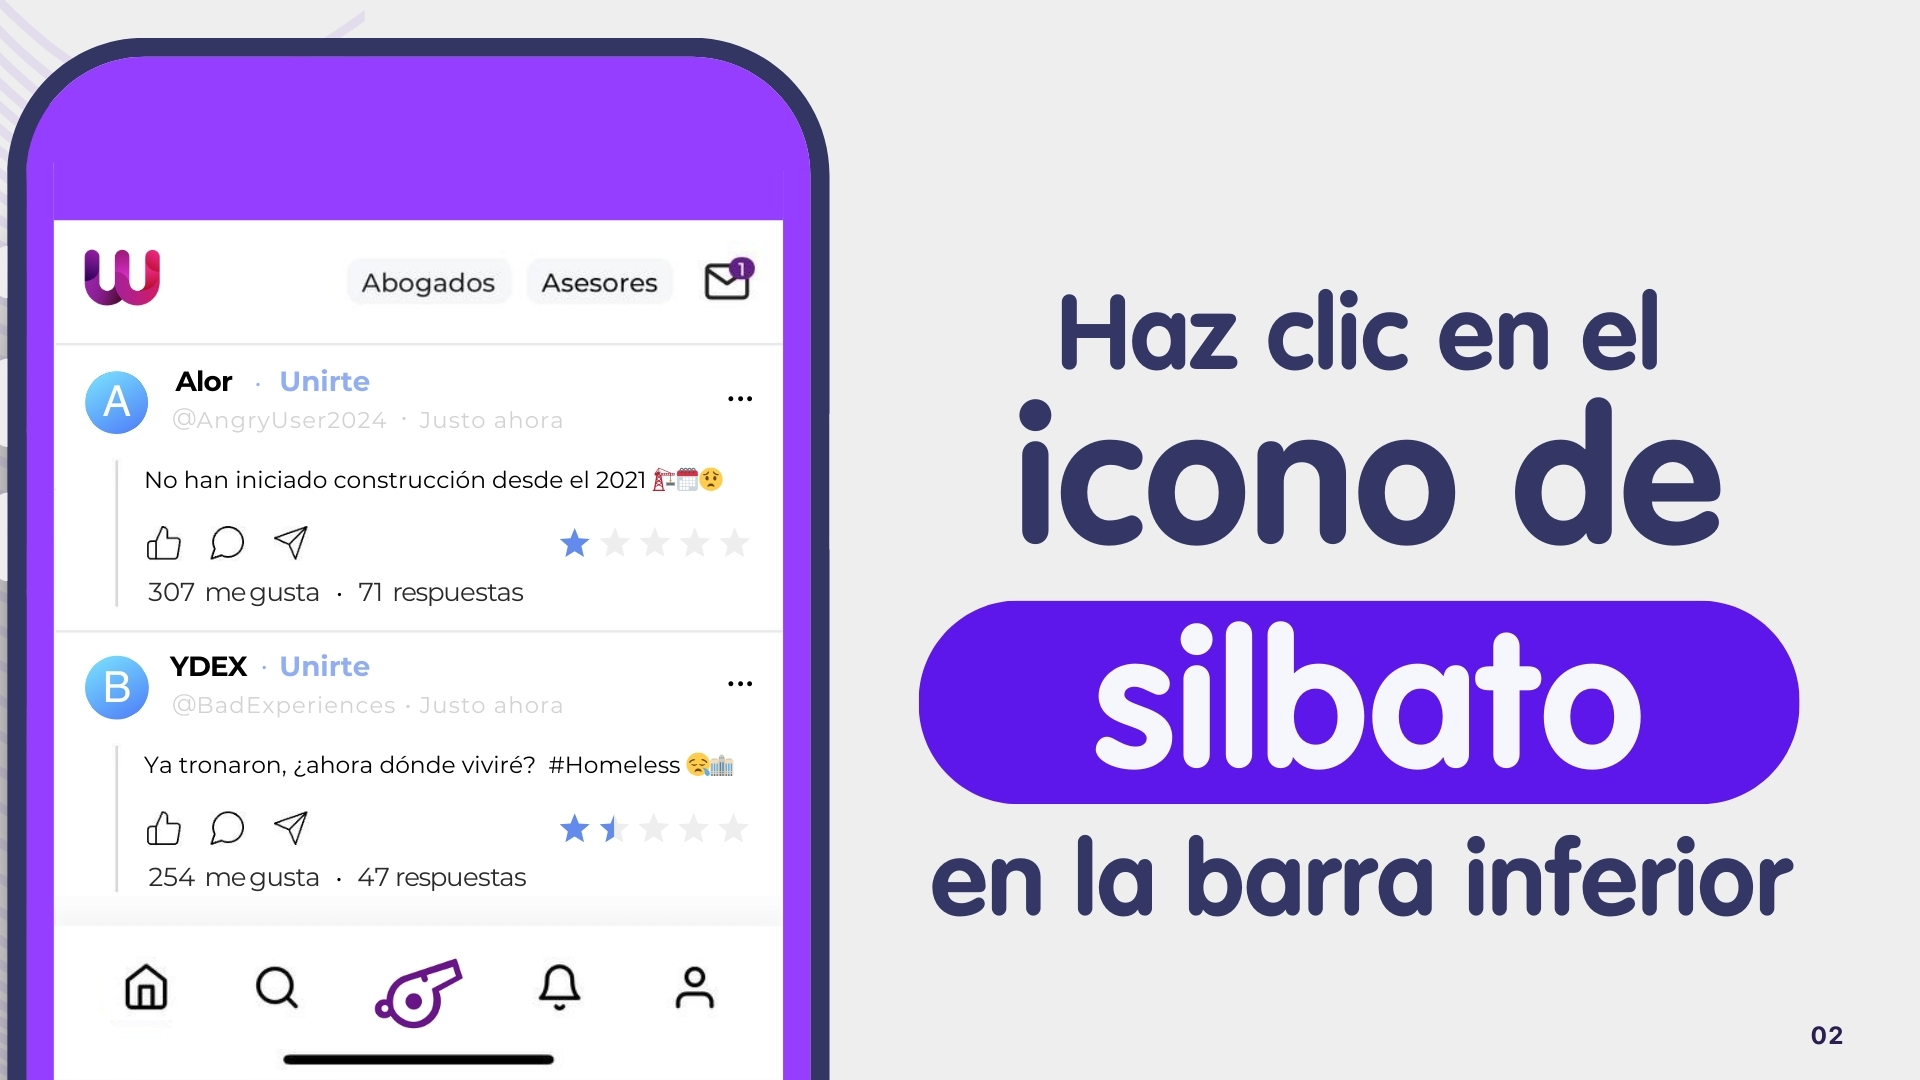 W
Abogados
Asesores
1
A
Alor · Unirte
@AngryUser2024 · Justo ahora
...
No han iniciado construcción desde el 2021 🏗️📅😟
307 me gusta · 71 respuestas
B
YDEX · Unirte
@BadExperiences · Justo ahora
...
Ya tronaron, ¿ahora dónde viviré? #Homeless 😪🏨
254 me gusta · 47 respuestas
Haz clic en el
icono de
silbato
en la barra inferior
02